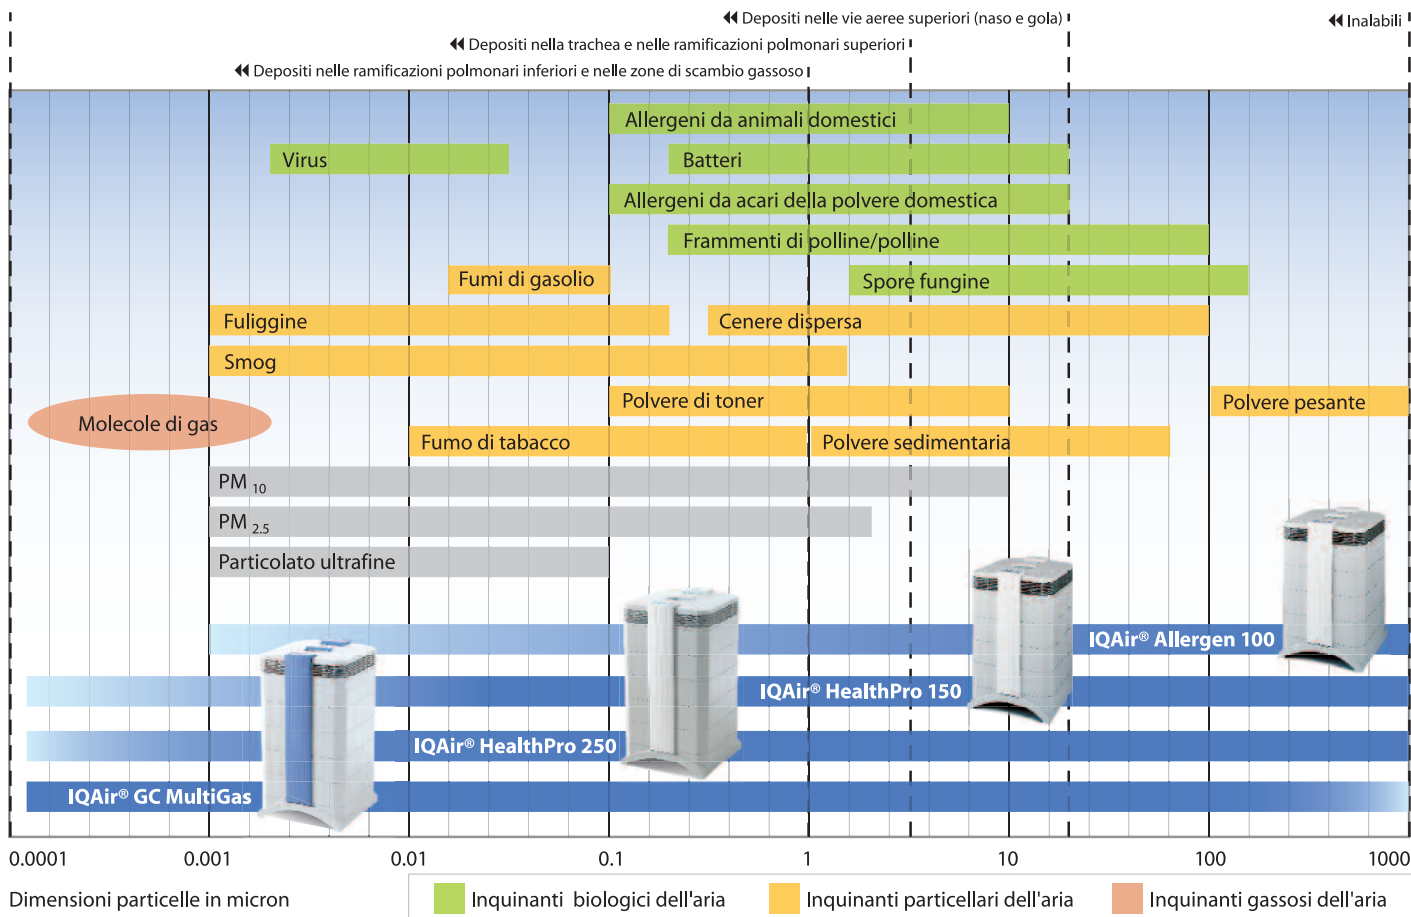 ◀◀ Depositi nelle vie aeree superiori (naso e gola)
◀◀ Inalabili
◀◀ Depositi nella trachea e nelle ramificazioni polmonari superiori
◀◀ Depositi nelle ramificazioni polmonari inferiori e nelle zone di scambio gassoso
Allergeni da animali domestici
Virus
Batteri
Allergeni da acari della polvere domestica
Frammenti di polline/polline
Fumi di gasolio
Spore fungine
Fuliggine
Cenere dispersa
Smog
Polvere di toner
Polvere pesante
Molecole di gas
Fumo di tabacco
Polvere sedimentaria
PM 10
PM 2.5
Particolato ultrafine
IQAir® Allergen 100
IQAir® HealthPro 150
IQAir® HealthPro 250
IQAir® GC MultiGas
0.0001 0.001 0.01 0.1 1 10 100 1000
Dimensioni particelle in micron
Inquinanti biologici dell'aria
Inquinanti particellari dell'aria
Inquinanti gassosi dell'aria